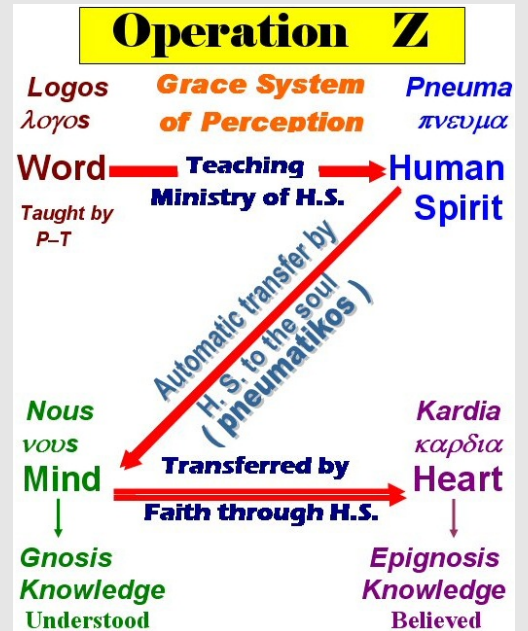 Operation Z
Logos
λογος
Grace System
of Perception
Pneuma
πνευμα
Word
Teaching
Ministry of H.S.
Human
Spirit
Taught by
P–T
Automatic transfer by
H. S. to the soul
( pneumatikos )
Nous
νους
Mind
Transferred by
Faith through H.S.
Kardia
καρδια
Heart
Gnosis
Knowledge
Understood
Epignosis
Knowledge
Believed